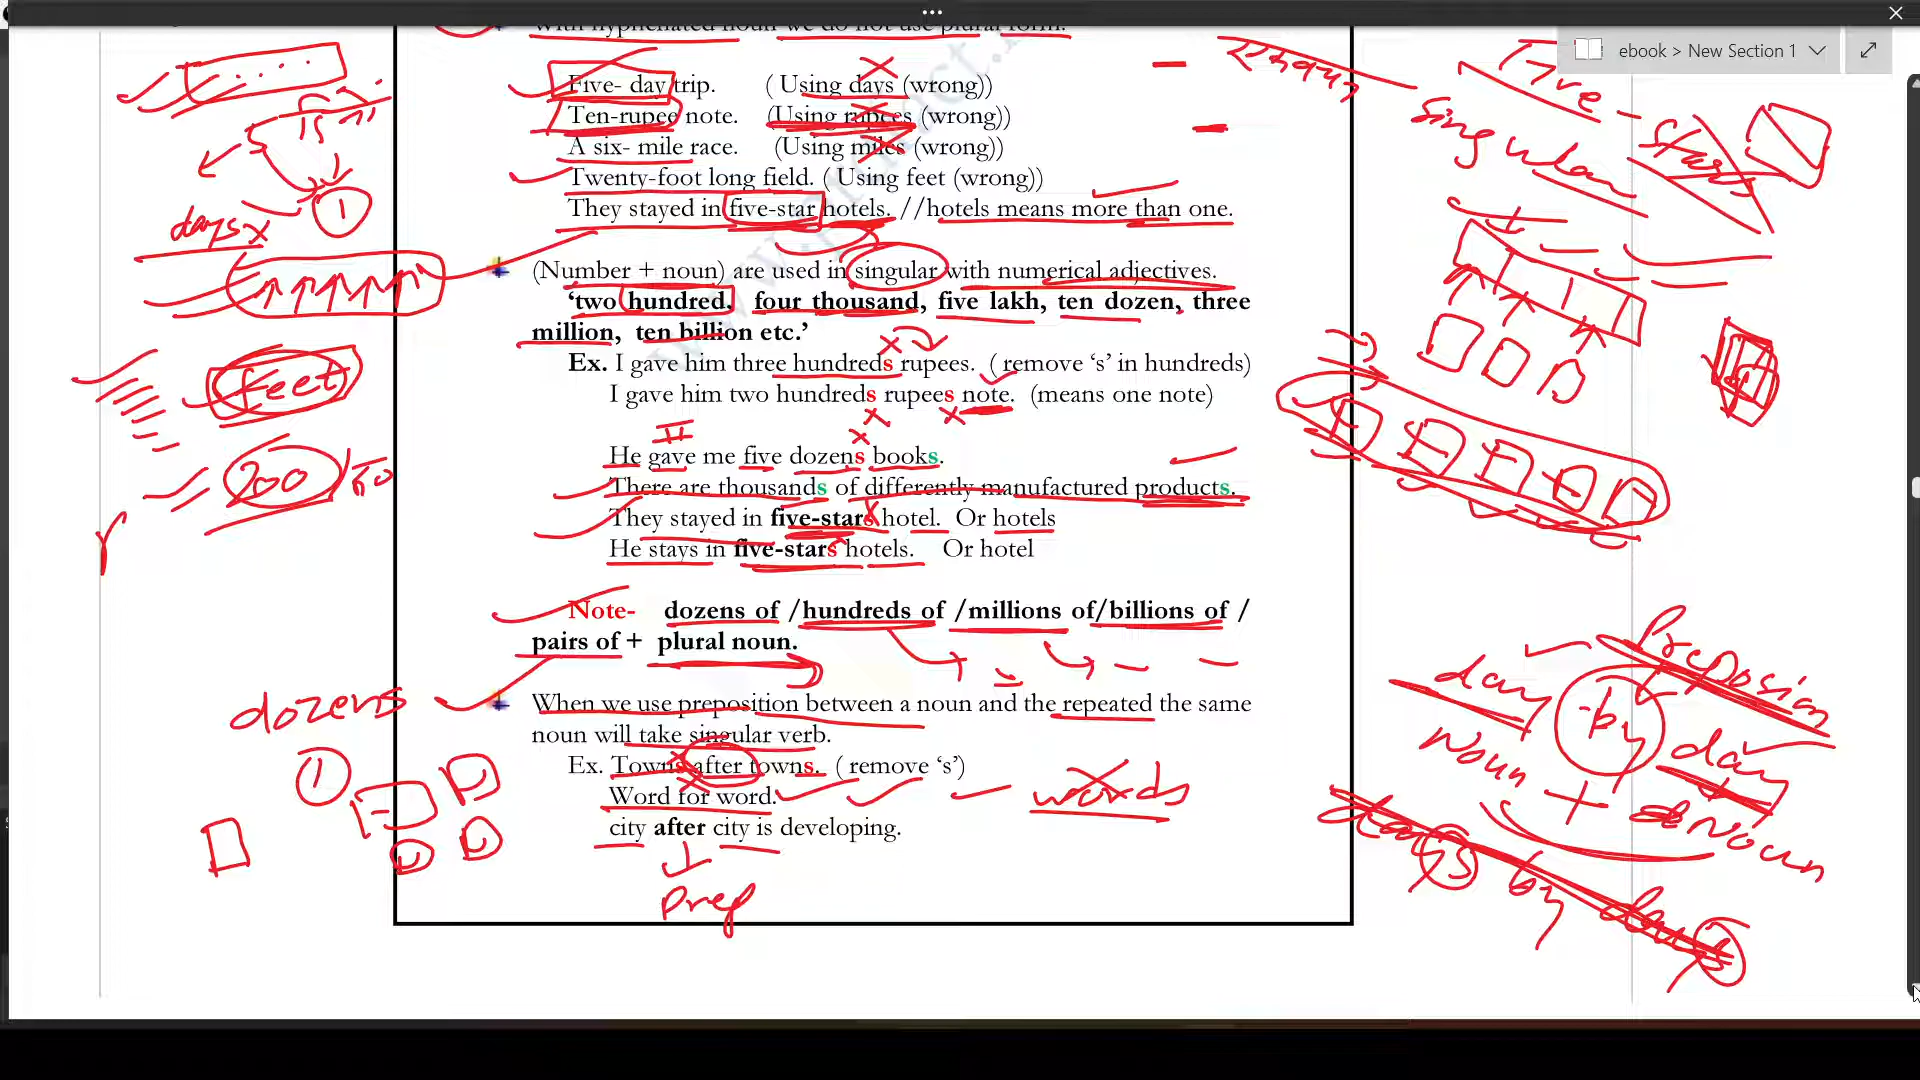 ebook > New Section 1
with hyphenated noun we do not use plural form.
Five- day trip. ( Using days (wrong))
Ten-rupee note. (Using rupees (wrong))
A six- mile race. (Using miles (wrong))
Twenty-foot long field. ( Using feet (wrong))
They stayed in five-star hotels. //hotels means more than one.
(Number + noun) are used in singular with numerical adjectives.
‘two hundred, four thousand, five lakh, ten dozen, three
million, ten billion etc.’
Ex. I gave him three hundreds rupees. ( remove ‘s’ in hundreds)
I gave him two hundreds rupees note. (means one note)
He gave me five dozens books.
There are thousands of differently manufactured products.
They stayed in five-stars hotel. Or hotels
He stays in five-stars hotels. Or hotel
Note- dozens of /hundreds of /millions of/billions of /
pairs of + plural noun.
When we use preposition between a noun and the repeated the same
noun will take singular verb.
Ex. Towns after towns. ( remove ‘s’)
Word for word.
city after city is developing.
prep
days x
1
feet
200
dozens
1
Five - stars
singular
words
Preposion
day - by day
Noun + Noun
days by days